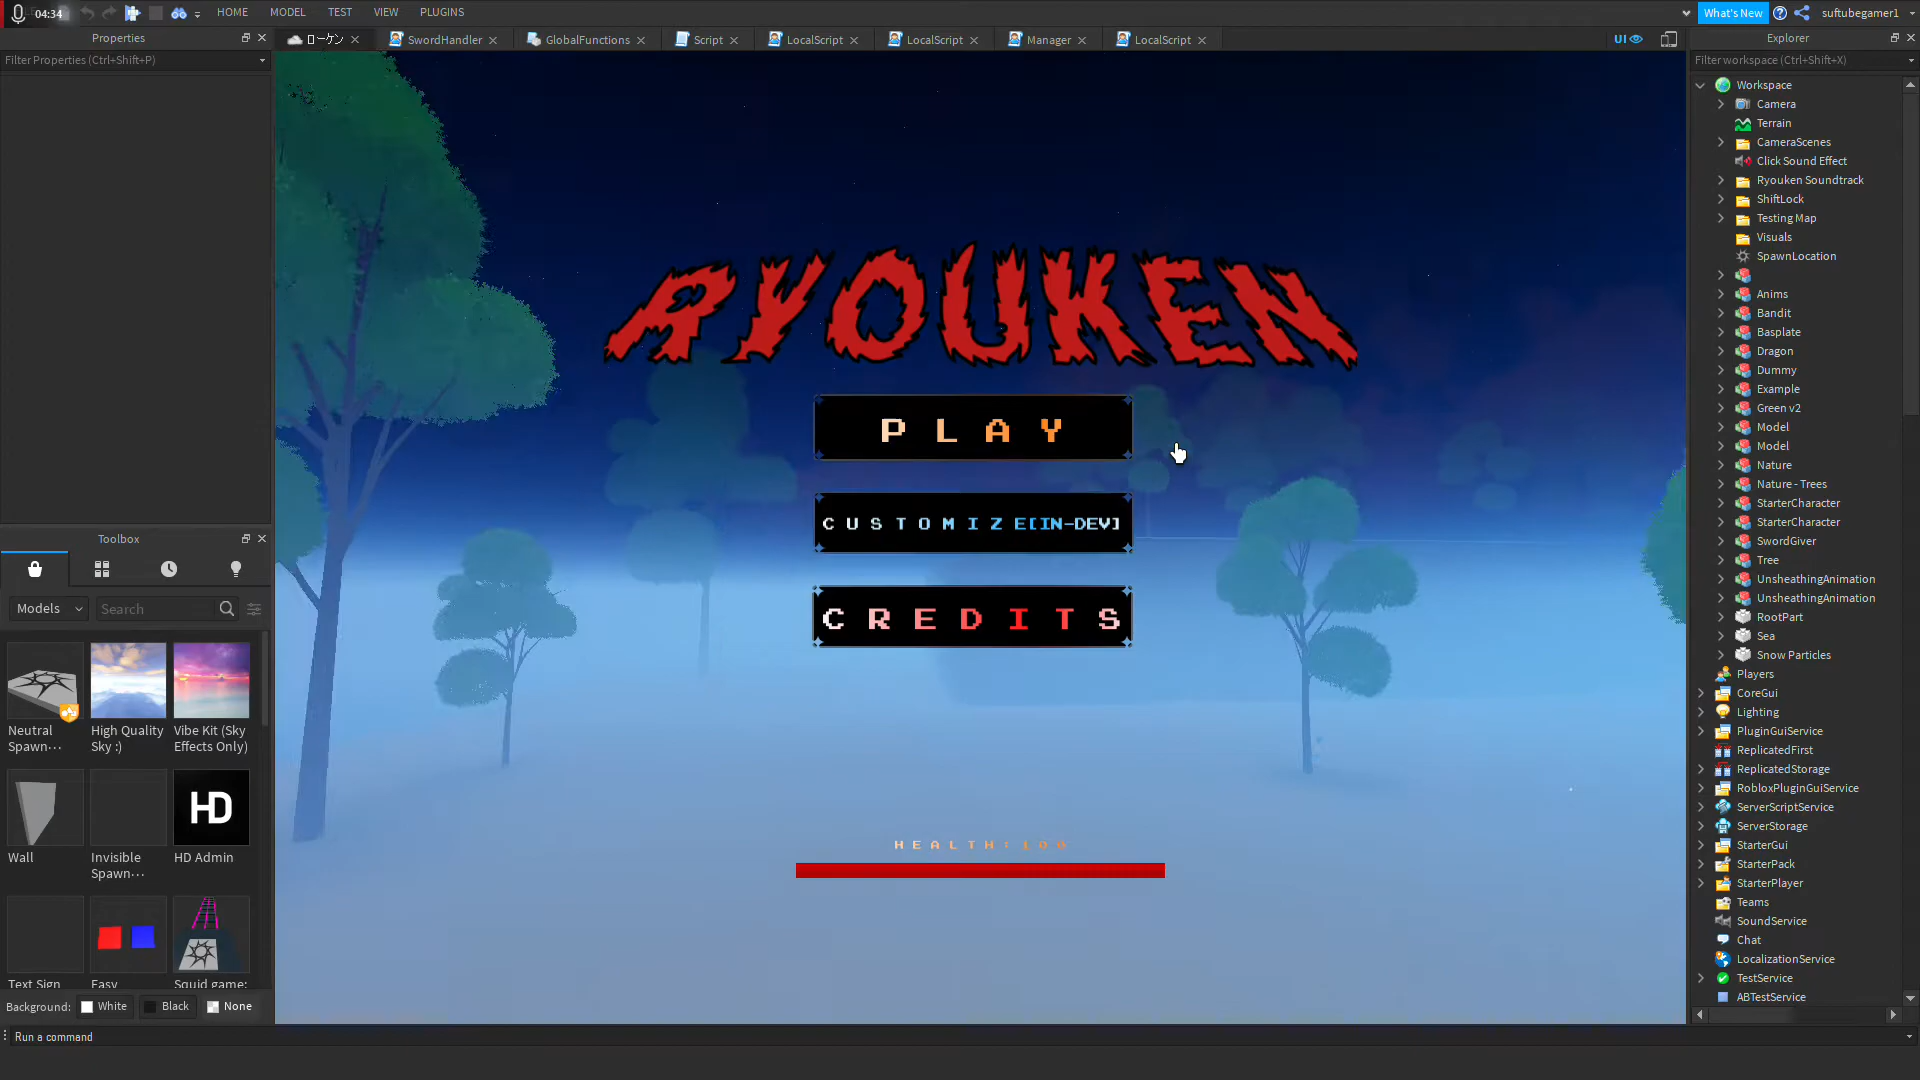 04:34
HOME
MODEL
TEST
VIEW
PLUGINS
What's New
suftubegamer1
Properties
ローケン
SwordHandler
GlobalFunctions
Script
LocalScript
LocalScript
Manager
LocalScript
UI
Explorer
Filter Properties (Ctrl+Shift+P)
Filter workspace (Ctrl+Shift+X)
RYOUKEN
PLAY
CUSTOMIZE[IN-DEV]
CREDITS
HEALTH: 100
Toolbox
Models
Search
Neutral
Spawn...
High Quality
Sky :)
Vibe Kit (Sky
Effects Only)
HD
Wall
Invisible
Spawn...
HD Admin
Text Sign
Easy
Squid game:
Background:
White
Black
None
Run a command
Workspace
Camera
Terrain
CameraScenes
Click Sound Effect
Ryouken Soundtrack
ShiftLock
Testing Map
Visuals
SpawnLocation
Anims
Bandit
Basplate
Dragon
Dummy
Example
Green v2
Model
Model
Nature
Nature - Trees
StarterCharacter
StarterCharacter
SwordGiver
Tree
UnsheathingAnimation
UnsheathingAnimation
RootPart
Sea
Snow Particles
Players
CoreGui
Lighting
PluginGuiService
ReplicatedFirst
ReplicatedStorage
RobloxPluginGuiService
ServerScriptService
ServerStorage
StarterGui
StarterPack
StarterPlayer
Teams
SoundService
Chat
LocalizationService
TestService
ABTestService